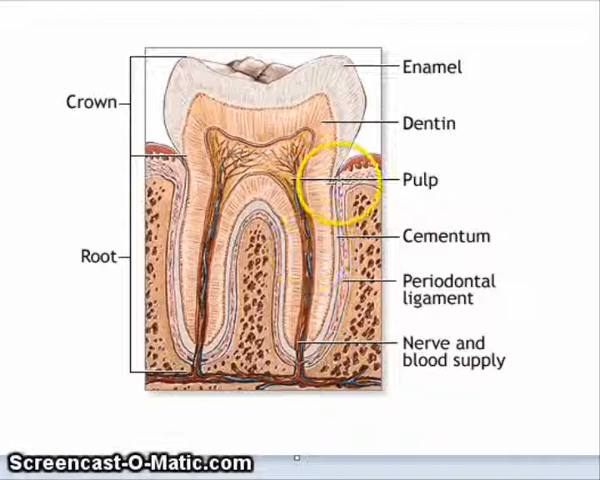 Crown
Root
Enamel
Dentin
Pulp
Cementum
Periodontal
ligament
Nerve and
blood supply
Screencast-O-Matic.com